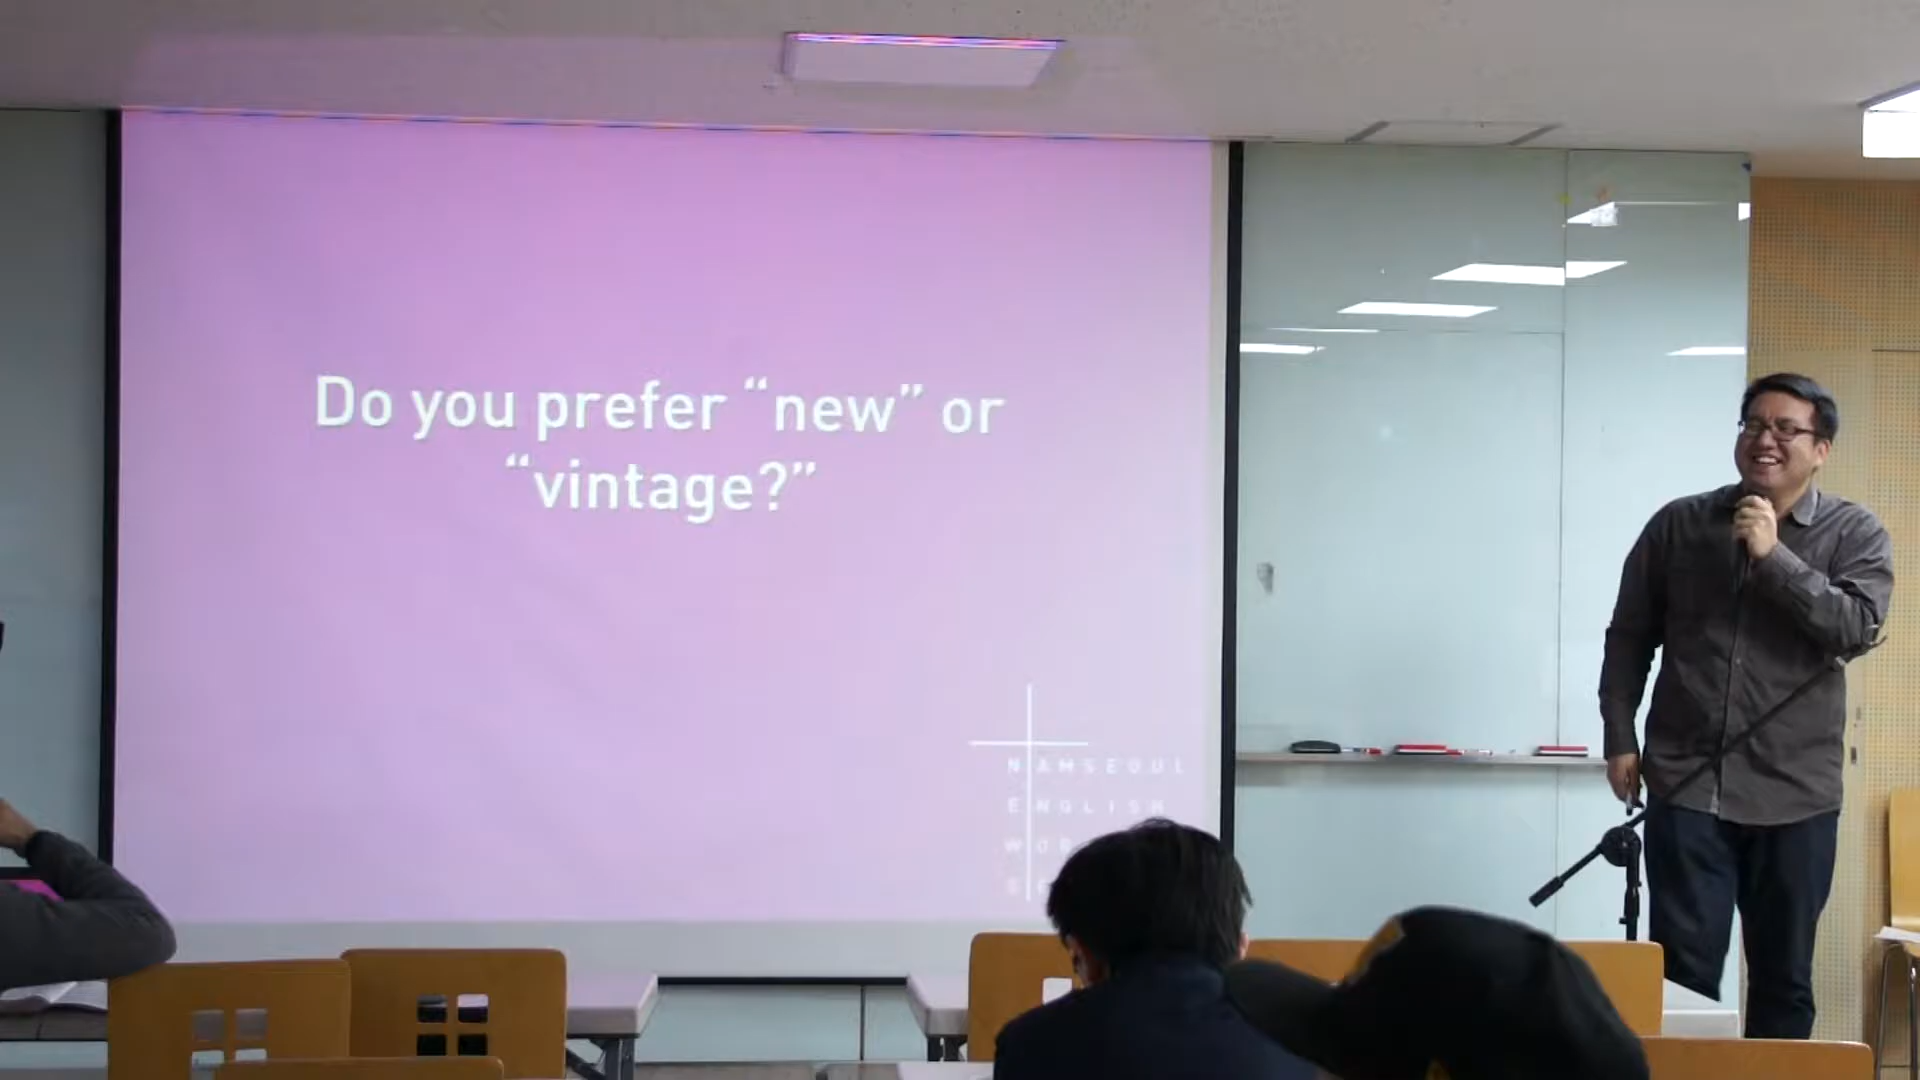 Do you prefer “new” or
“vintage?”
NAMSEOUL
ENGLISH